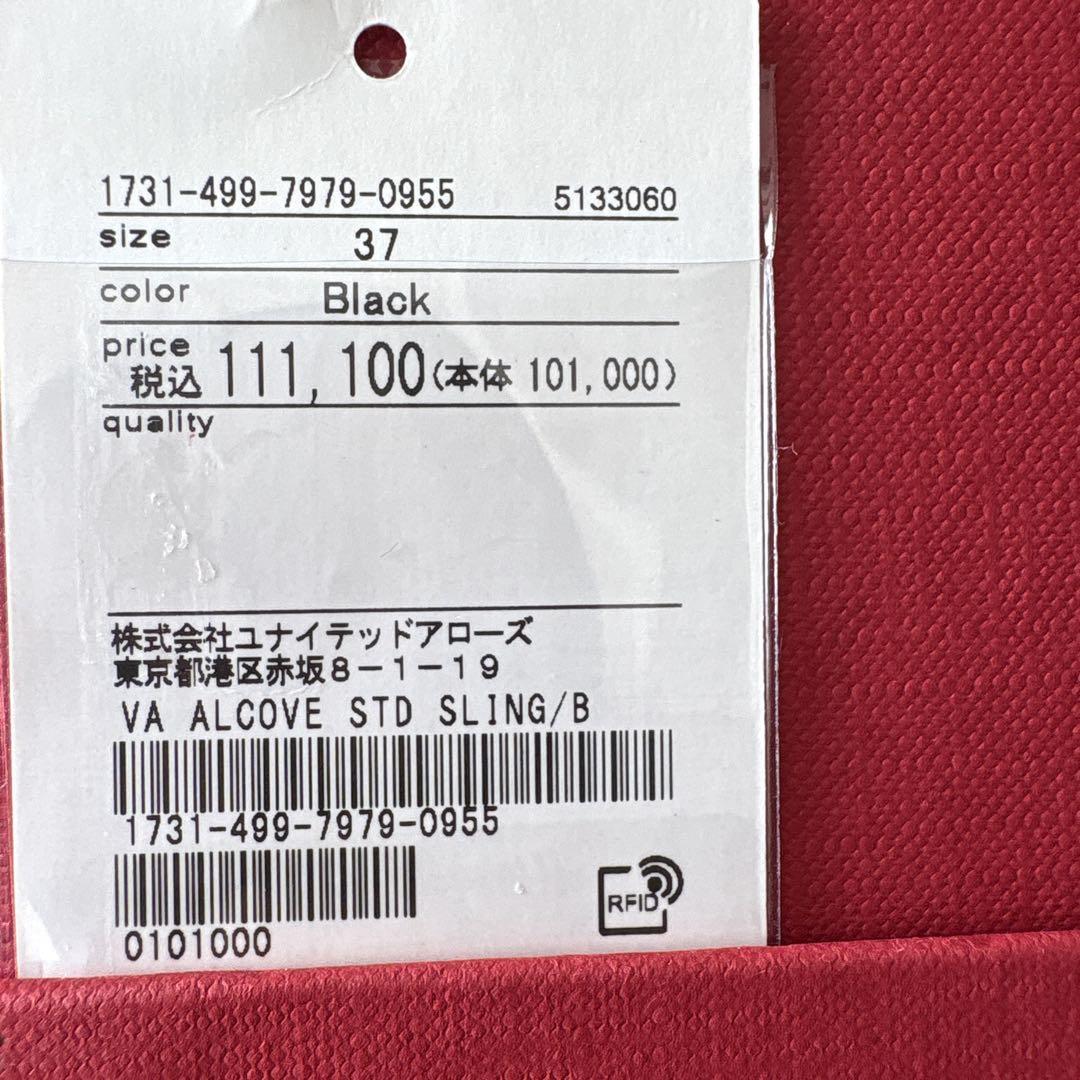 1731-499-7979-0955 5133060
size 37
color Black
price 税込 111,100(本体 101,000)
quality
株式会社ユナイテッドアローズ
東京都港区赤坂8-1-19
VA ALCOVE STD SLING/B
1731-499-7979-0955
0101000
RFID